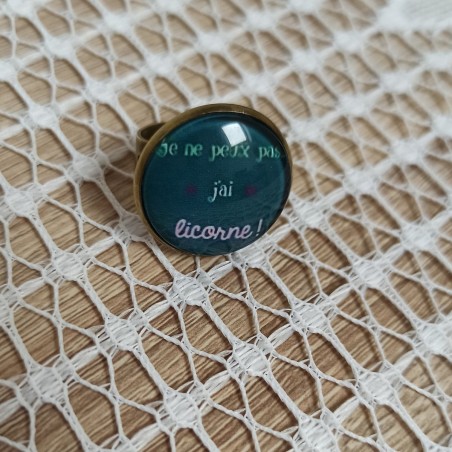 Je ne peux pas
j'ai
licorne !